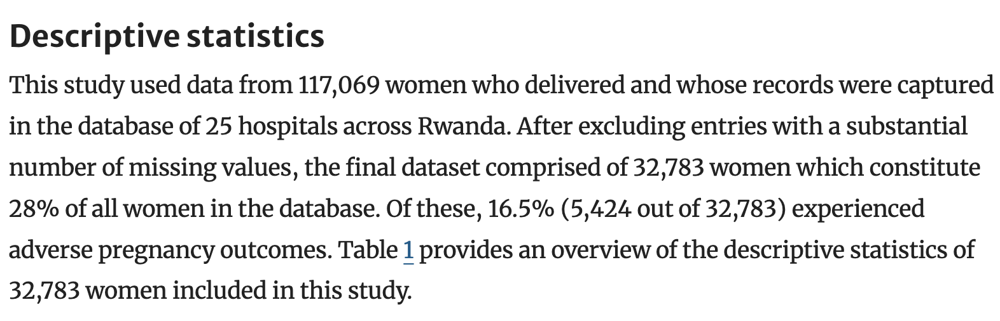 Descriptive statistics
This study used data from 117,069 women who delivered and whose records were captured
in the database of 25 hospitals across Rwanda. After excluding entries with a substantial
number of missing values, the final dataset comprised of 32,783 women which constitute
28% of all women in the database. Of these, 16.5% (5,424 out of 32,783) experienced
adverse pregnancy outcomes. Table 1 provides an overview of the descriptive statistics of
32,783 women included in this study.